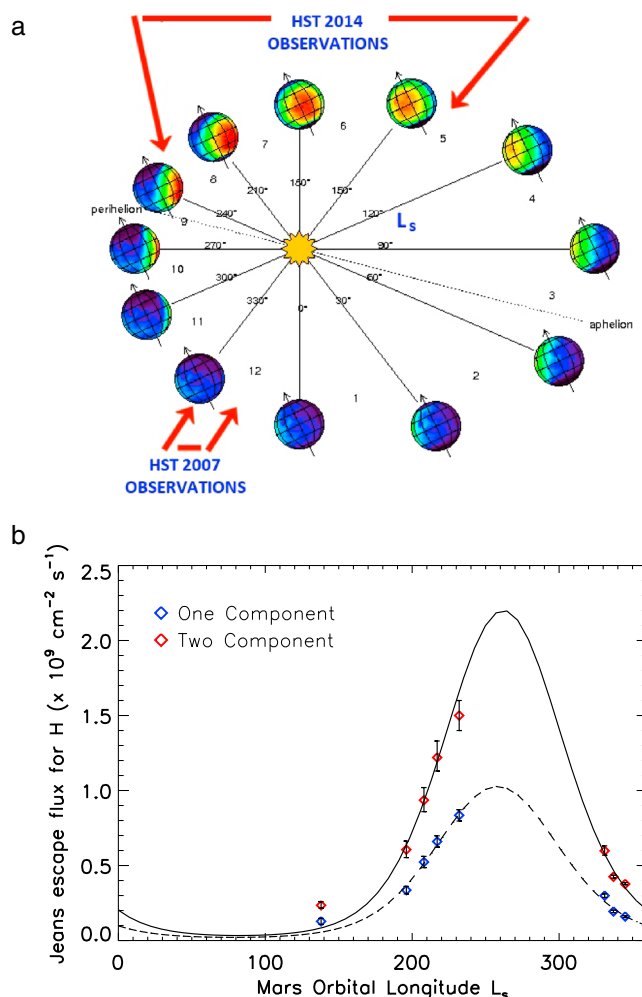 a
HST 2014
OBSERVATIONS
6
7
5
8
180°
210°
150°
4
perihelion
240°
120°
9
Ls
270°
90°
10
300°
60°
3
330°
30°
0°
aphelion
11
12
2
1
HST 2007
OBSERVATIONS
b
Jeans escape flux for H (x 10⁹ cm⁻² s⁻¹)
2.5
One Component
Two Component
2.0
1.5
1.0
0.5
0.0
0 100 200 300
Mars Orbital Longitude Ls